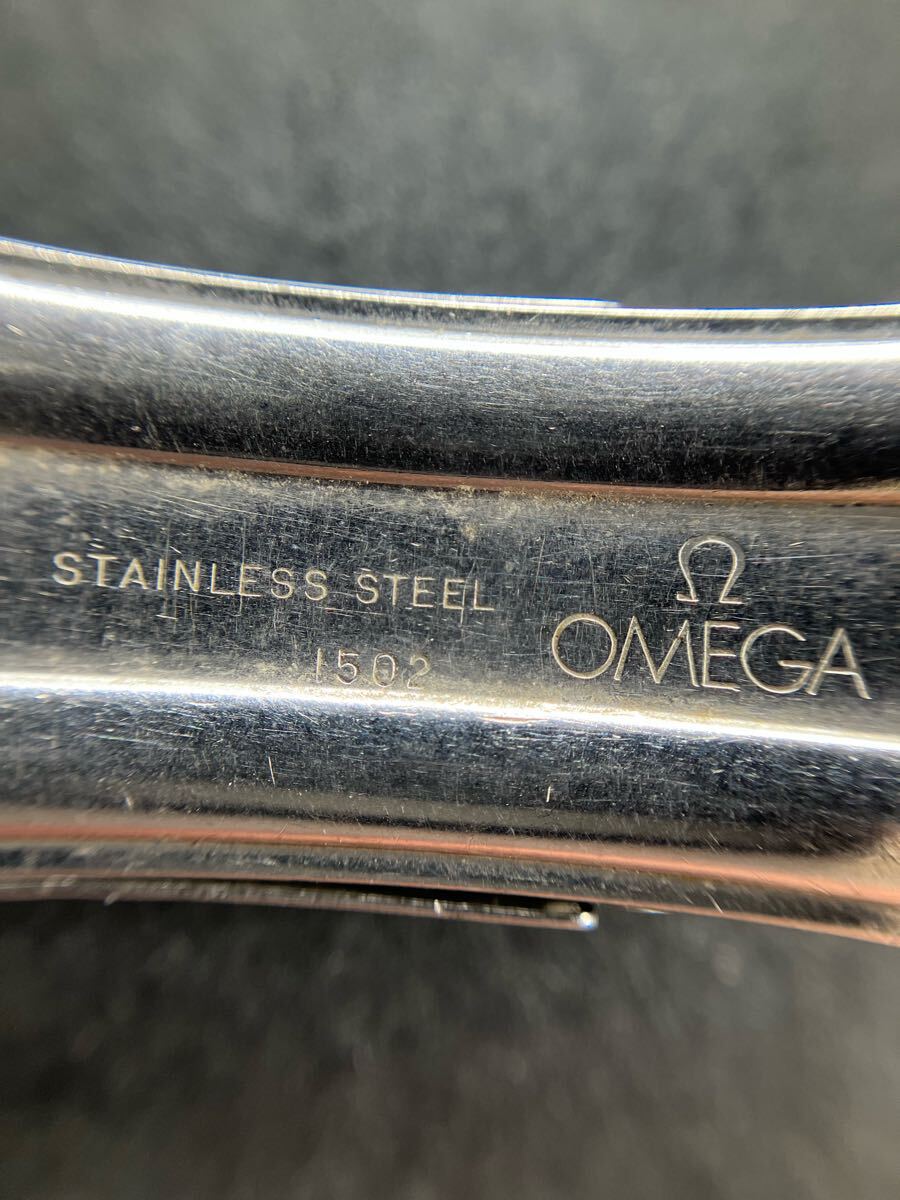 STAINLESS STEEL
1502
Ω
OMEGA